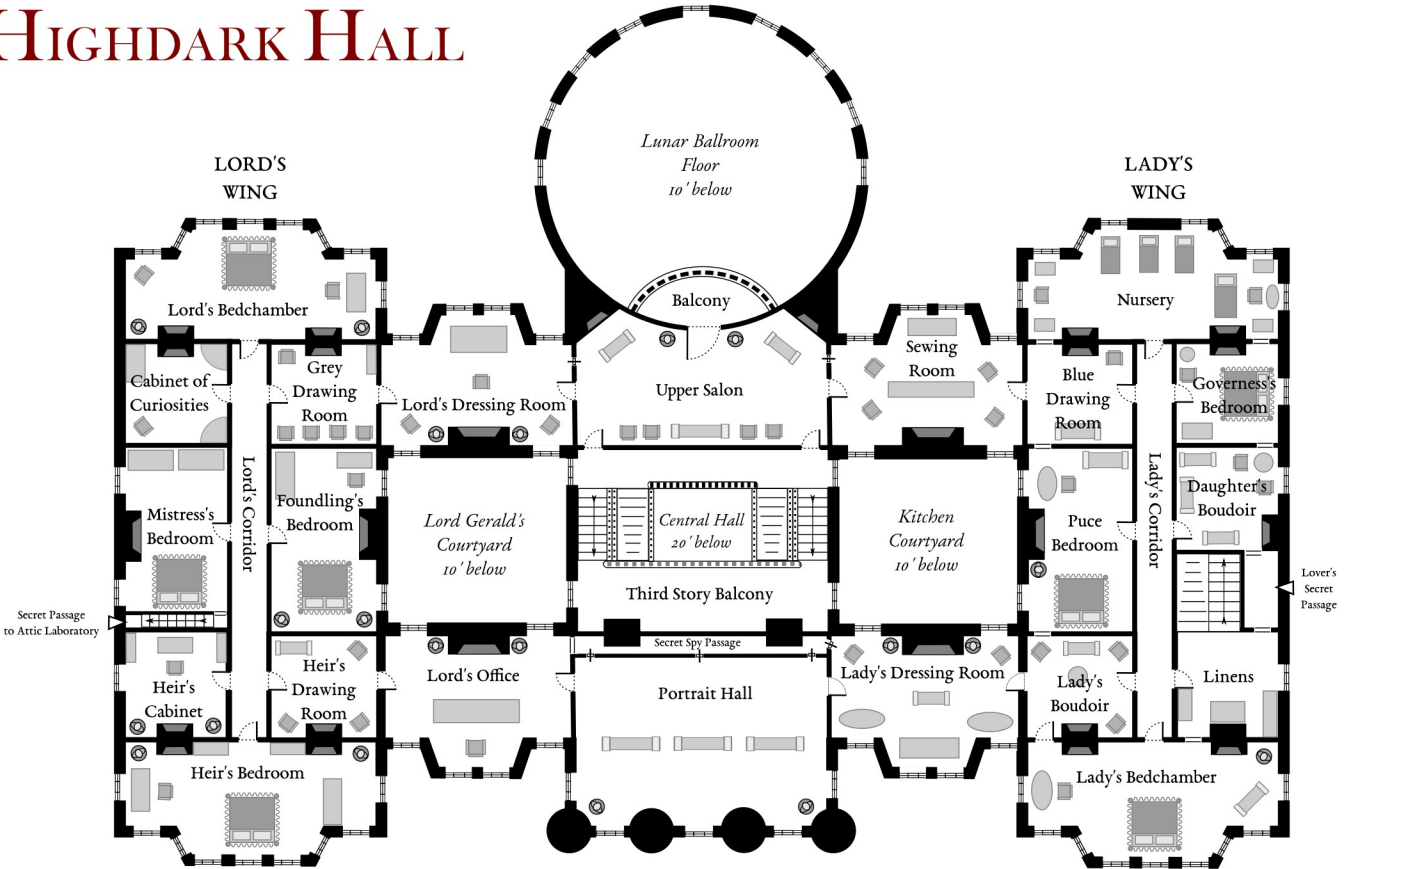 HIGHDARK HALL
LORD'S
WING
LADY'S
WING
Lunar Ballroom
Floor
10' below
Balcony
Lord's Bedchamber
Nursery
Cabinet of
Curiosities
Grey
Drawing
Room
Lord's Dressing Room
Upper Salon
Sewing
Room
Blue
Drawing
Room
Governess's
Bedroom
Mistress's
Bedroom
Lord's Corridor
Foundling's
Bedroom
Lord Gerald's
Courtyard
10' below
Central Hall
20' below
Third Story Balcony
Kitchen
Courtyard
10' below
Puce
Bedroom
Lady's Corridor
Daughter's
Boudoir
Lover's
Secret
Passage
Secret Passage
to Attic Laboratory
Secret Spy Passage
Heir's
Cabinet
Heir's
Drawing
Room
Lord's Office
Portrait Hall
Lady's Dressing Room
Lady's
Boudoir
Linens
Heir's Bedroom
Lady's Bedchamber